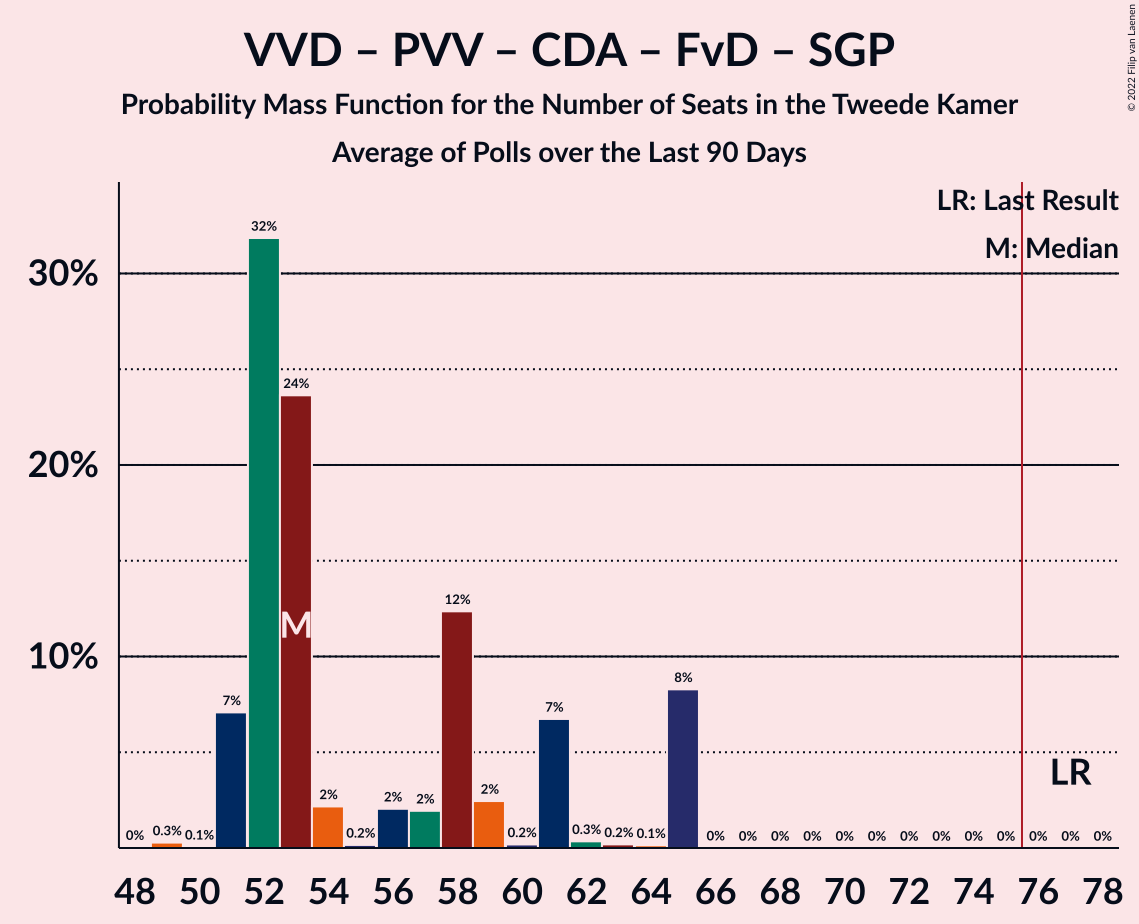 VVD – PVV – CDA – FvD – SGP
Probability Mass Function for the Number of Seats in the Tweede Kamer
Average of Polls over the Last 90 Days
© 2022 Filip van Laenen
LR: Last Result
M: Median
30%
20%
10%
0% 0.3% 0.1% 7% 32% 24% 2% 0.2% 2% 2% 12% 2% 0.2% 7% 0.3% 0.2% 0.1% 8% 0% 0% 0% 0% 0% 0% 0% 0% 0% 0% 0% 0% 0%
M
LR
48 50 52 54 56 58 60 62 64 66 68 70 72 74 76 78